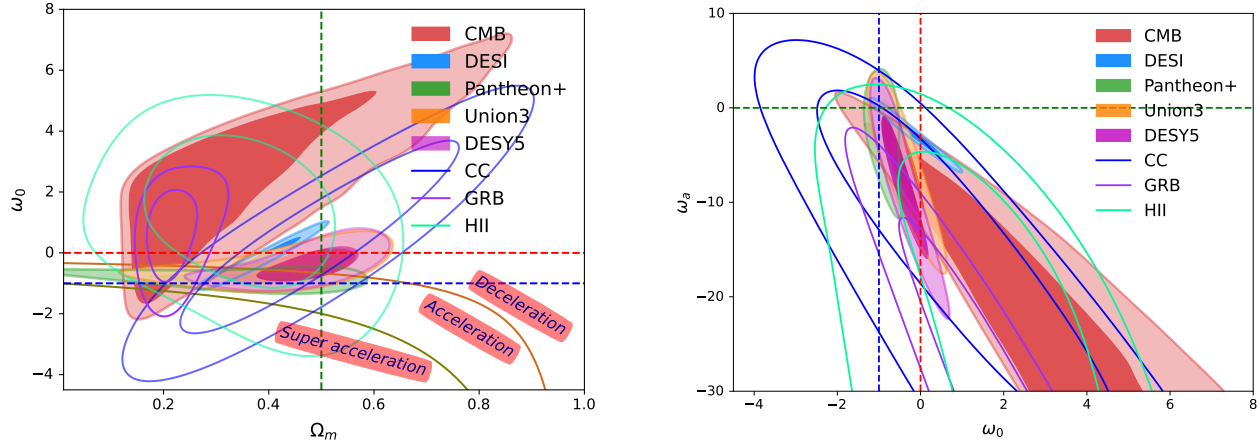 8
6
4
2
0
−2
−4
0.2
0.4
0.6
0.8
1.0
ω₀
Ωₘ
CMB
DESI
Pantheon+
Union3
DESY5
CC
GRB
HII
Deceleration
Acceleration
Super acceleration
10
0
−10
−20
−30
−4
−2
0
2
4
6
8
ωₐ
ω₀
CMB
DESI
Pantheon+
Union3
DESY5
CC
GRB
HII